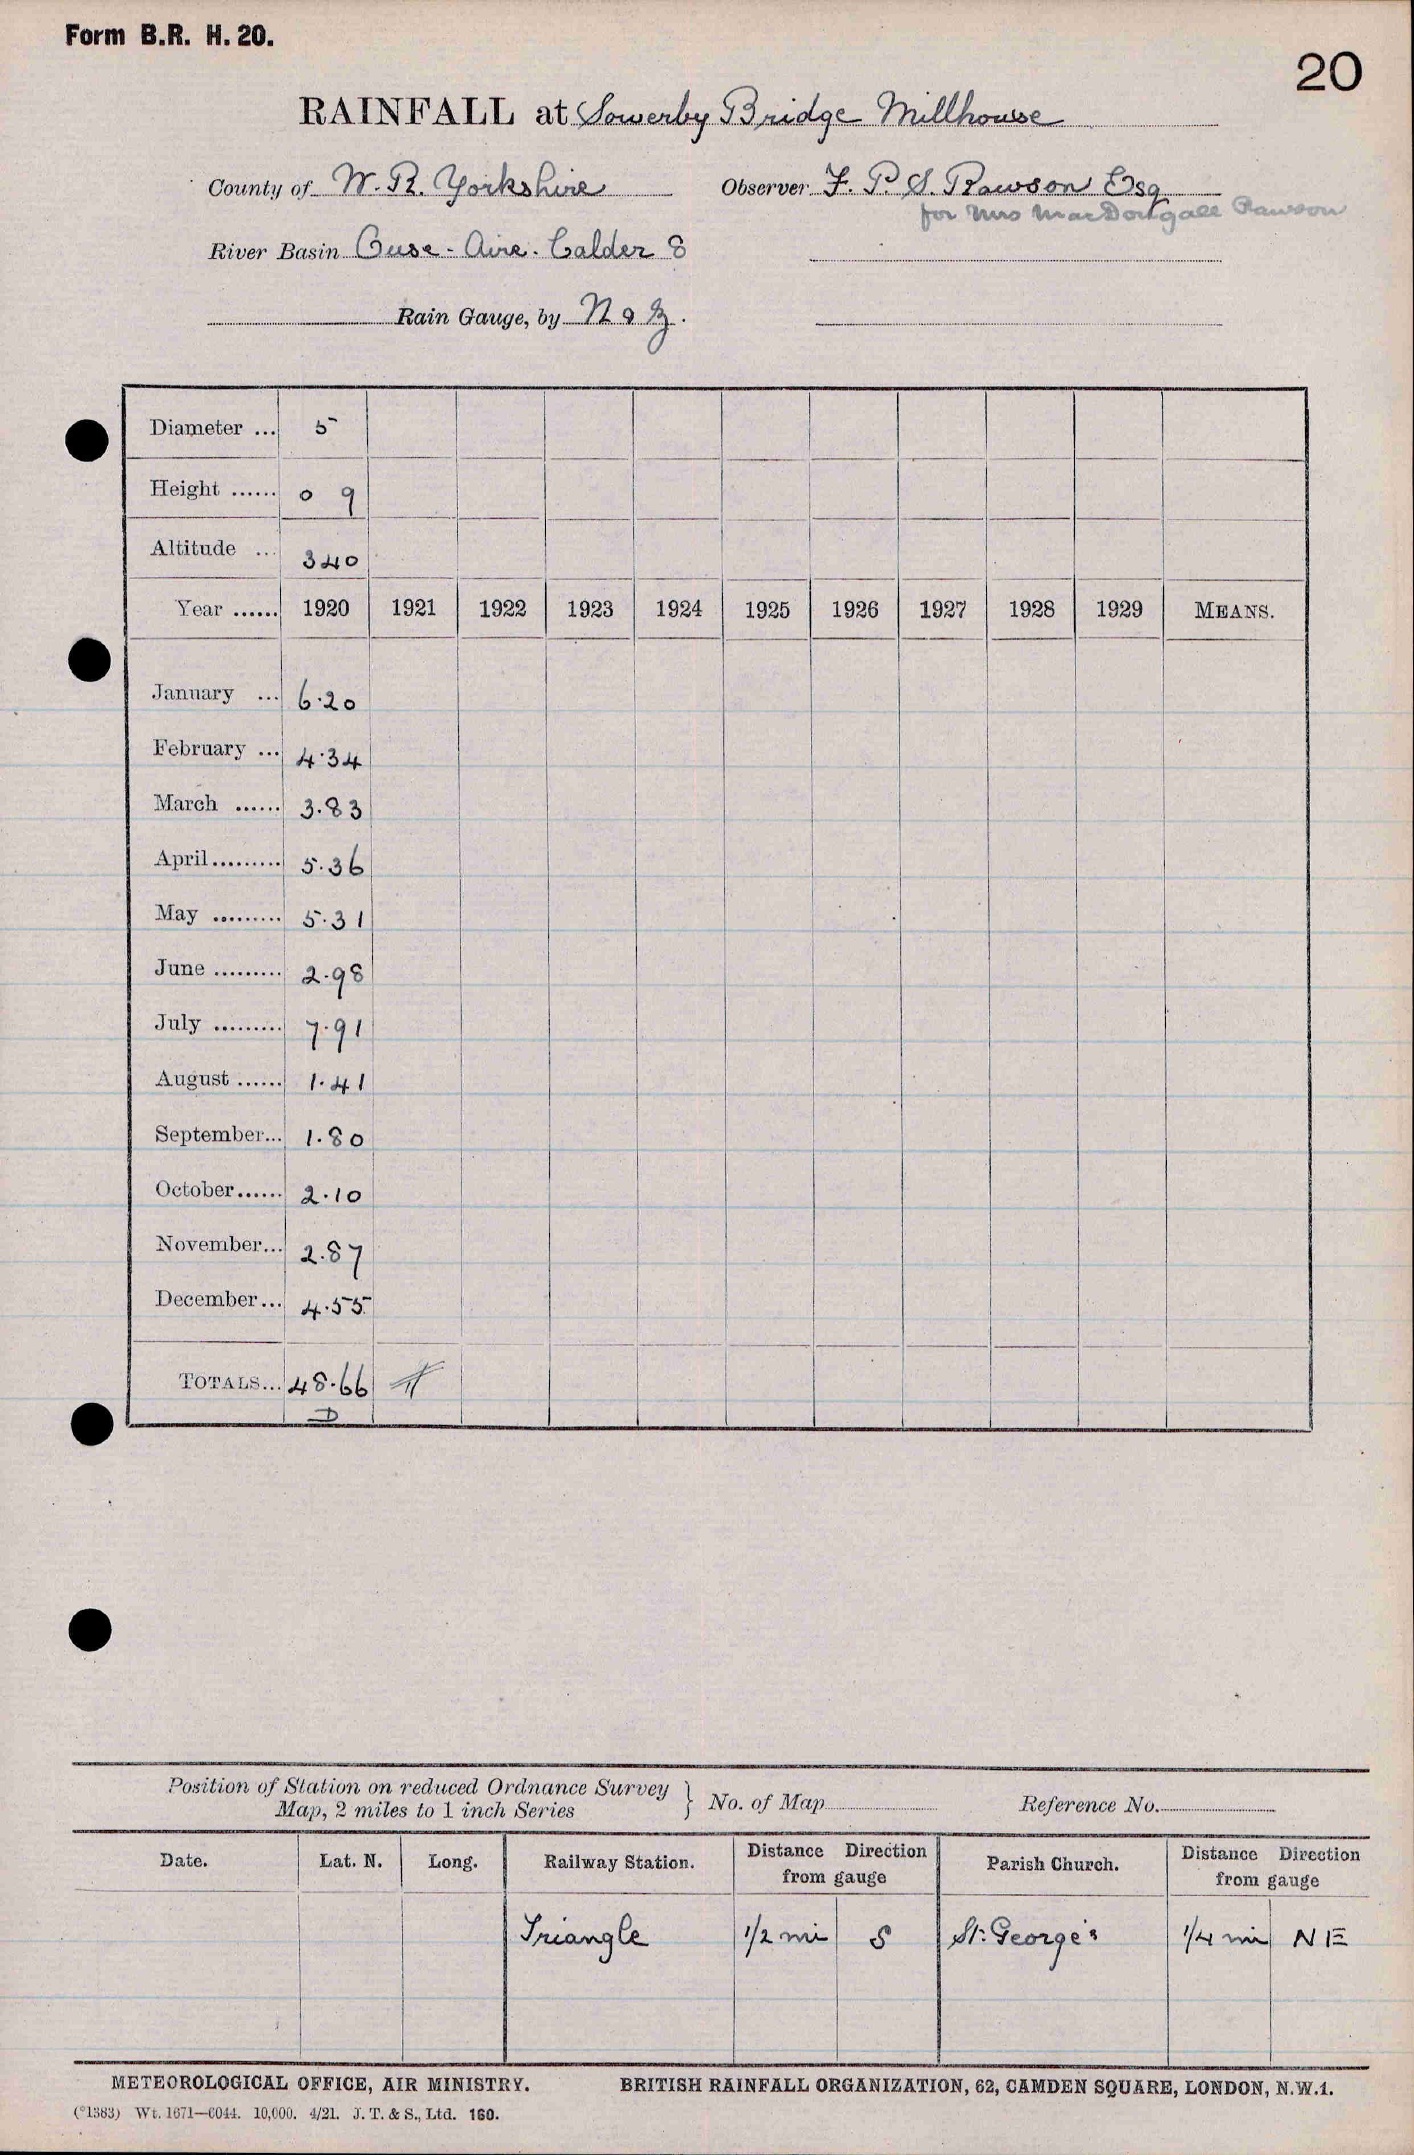 Form B.R. H. 20.
20
RAINFALL at Sowerby Bridge Millhouse
County of W. R. Yorkshire Observer F. P. S. Rawson Esq
for Mrs MacDougall Rawson
River Basin Ouse - Aire - Calder 8
Rain Gauge, by N & Z.
Diameter ... 5
Height ...... 0 9
Altitude ... 340
Year ...... 1920 1921 1922 1923 1924 1925 1926 1927 1928 1929 MEANS.
January ... 6.20
February ... 4.34
March ...... 3.83
April......... 5.36
May ......... 5.31
June ......... 2.98
July ......... 7.91
August ...... 1.41
September... 1.80
October...... 2.10
November... 2.87
December... 4.55
TOTALS... 48.66
D
Position of Station on reduced Ordnance Survey
Map, 2 miles to 1 inch Series } No. of Map Reference No.
Date. Lat. N. Long. Railway Station. Distance Direction from gauge Parish Church. Distance Direction from gauge
Triangle 1/2 mi S St. George's 1/4 mi NE
METEOROLOGICAL OFFICE, AIR MINISTRY. BRITISH RAINFALL ORGANIZATION, 62, CAMDEN SQUARE, LONDON, N.W.1.
(*1383) Wt. 1671—6044. 10,000. 4/21. J. T. & S., Ltd. 160.